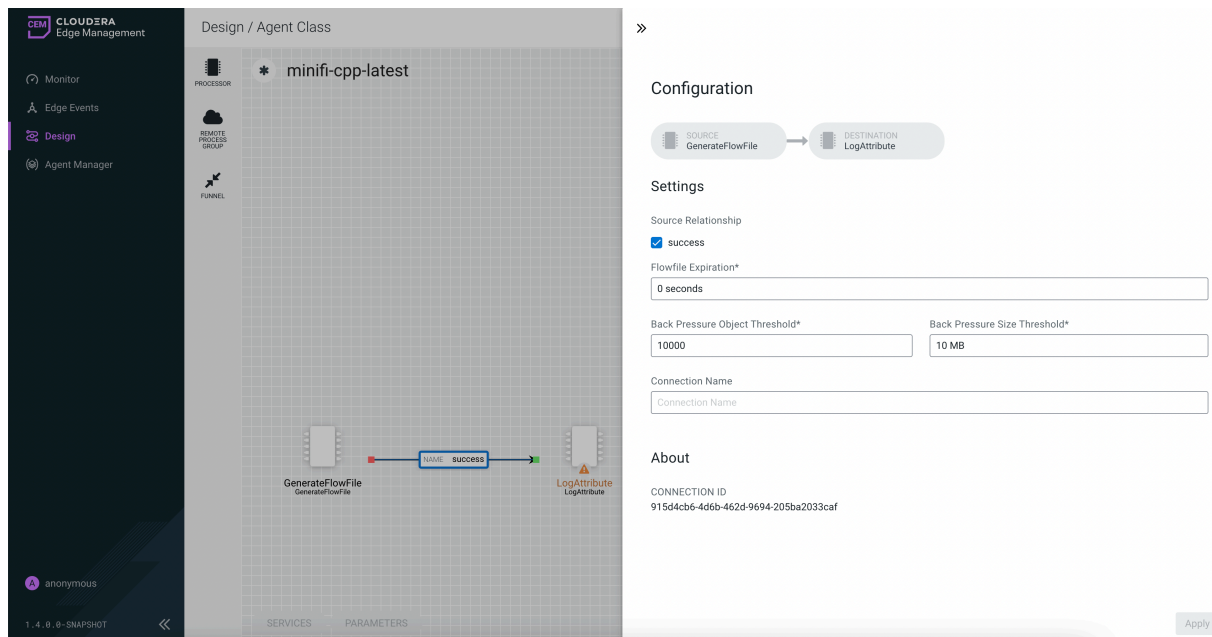 CEM
CLOUDERA
Edge Management
Monitor
Edge Events
Design
Agent Manager
A anonymous
1.4.0.0-SNAPSHOT
Design / Agent Class
PROCESSOR
REMOTE
PROCESS
GROUP
FUNNEL
minifi-cpp-latest
NAME success
GenerateFlowFile
GenerateFlowFile
LogAttribute
LogAttribute
SERVICES PARAMETERS
Configuration
SOURCE
GenerateFlowFile
DESTINATION
LogAttribute
Settings
Source Relationship
success
Flowfile Expiration*
0 seconds
Back Pressure Object Threshold*
10000
Back Pressure Size Threshold*
10 MB
Connection Name
Connection Name
About
CONNECTION ID
915d4cb6-4d6b-462d-9694-205ba2033caf
Apply